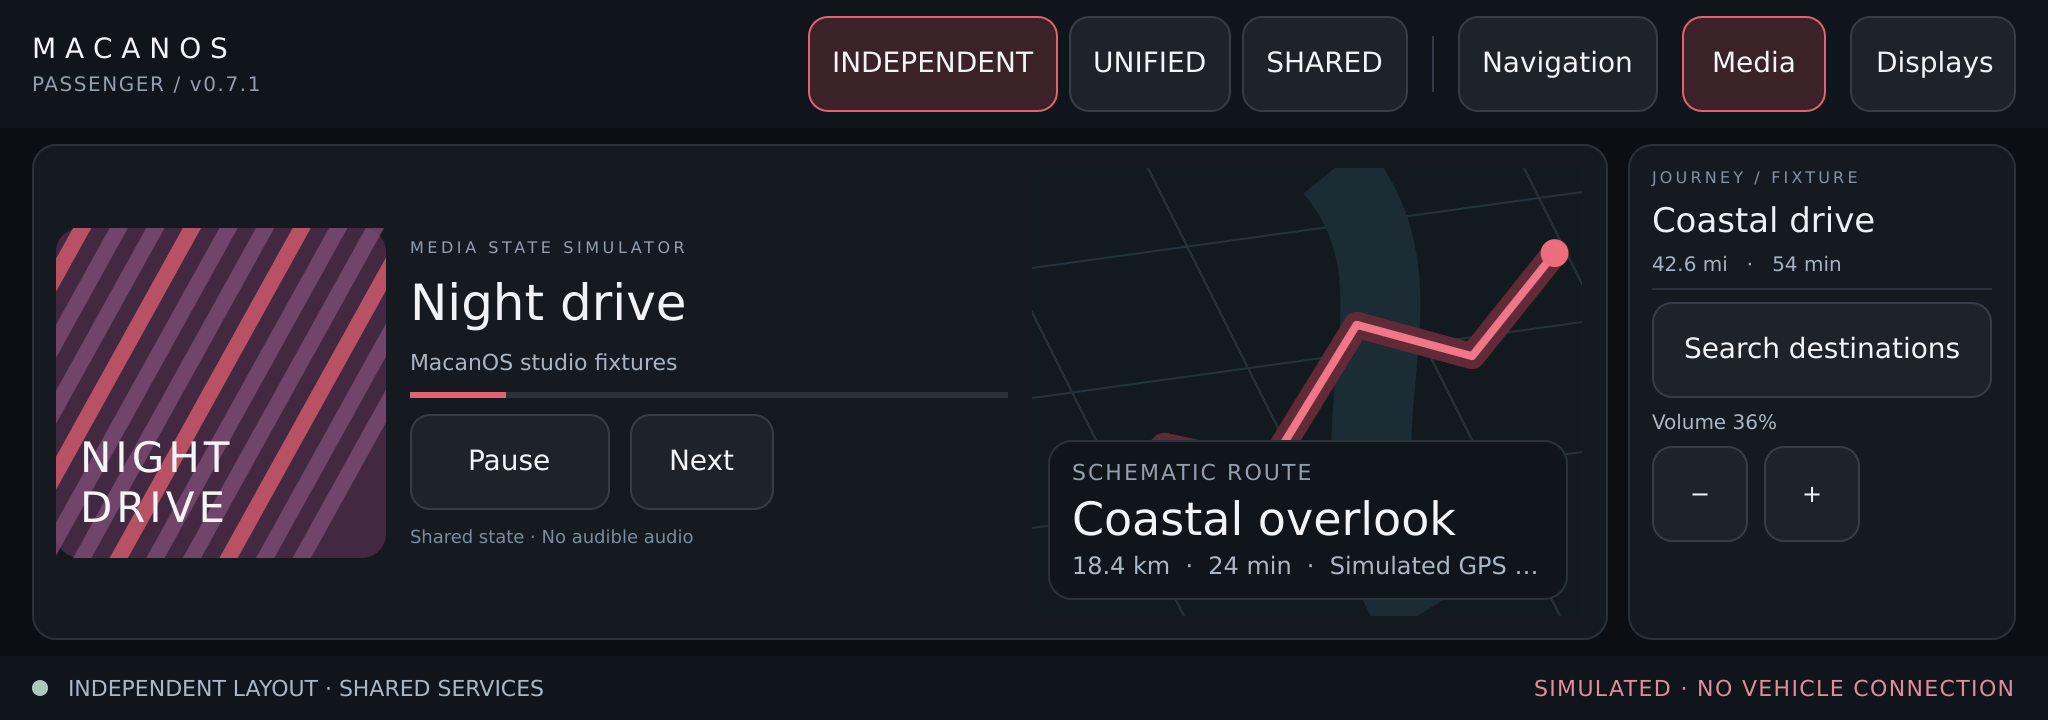 MACANOS
PASSENGER / v0.7.1
INDEPENDENT
UNIFIED
SHARED
Navigation
Media
Displays
NIGHT
DRIVE
MEDIA STATE SIMULATOR
Night drive
MacanOS studio fixtures
Pause
Next
Shared state · No audible audio
SCHEMATIC ROUTE
Coastal overlook
18.4 km · 24 min · Simulated GPS …
JOURNEY / FIXTURE
Coastal drive
42.6 mi · 54 min
Search destinations
Volume 36%
−
+
INDEPENDENT LAYOUT · SHARED SERVICES
SIMULATED · NO VEHICLE CONNECTION